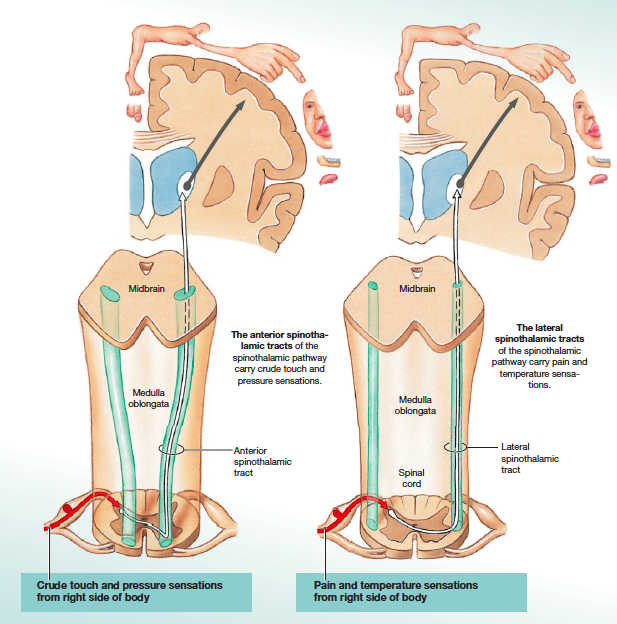 Midbrain
The anterior spinotha-
lamic tracts of the
spinothalamic pathway
carry crude touch and
pressure sensations.
Medulla
oblongata
Anterior
spinothalamic
tract
Crude touch and pressure sensations
from right side of body
Midbrain
The lateral
spinothalamic tracts
of the spinothalamic
pathway carry pain and
temperature sensa-
tions.
Medulla
oblongata
Lateral
spinothalamic
tract
Spinal
cord
Pain and temperature sensations
from right side of body